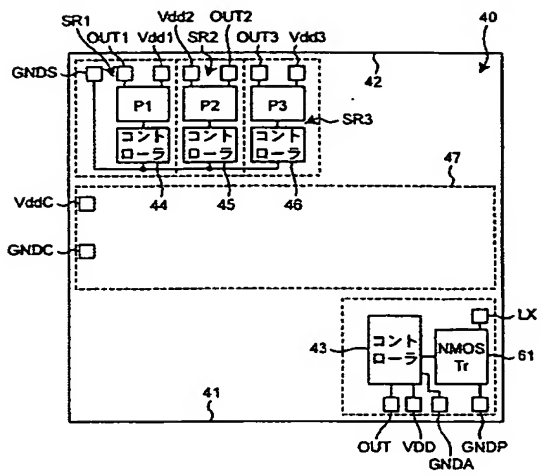 SR1 OUT1 Vdd1 Vdd2 SR2 OUT2 OUT3 Vdd3 42 40
GNDS
P1 P2 P3
コント
ローラ
コント
ローラ
コント
ローラ
SR3
44 45 46 47
VddC
GNDC
LX
43
コント
ローラ
NMOS
Tr
61
41
OUT VDD GNDA GNDP